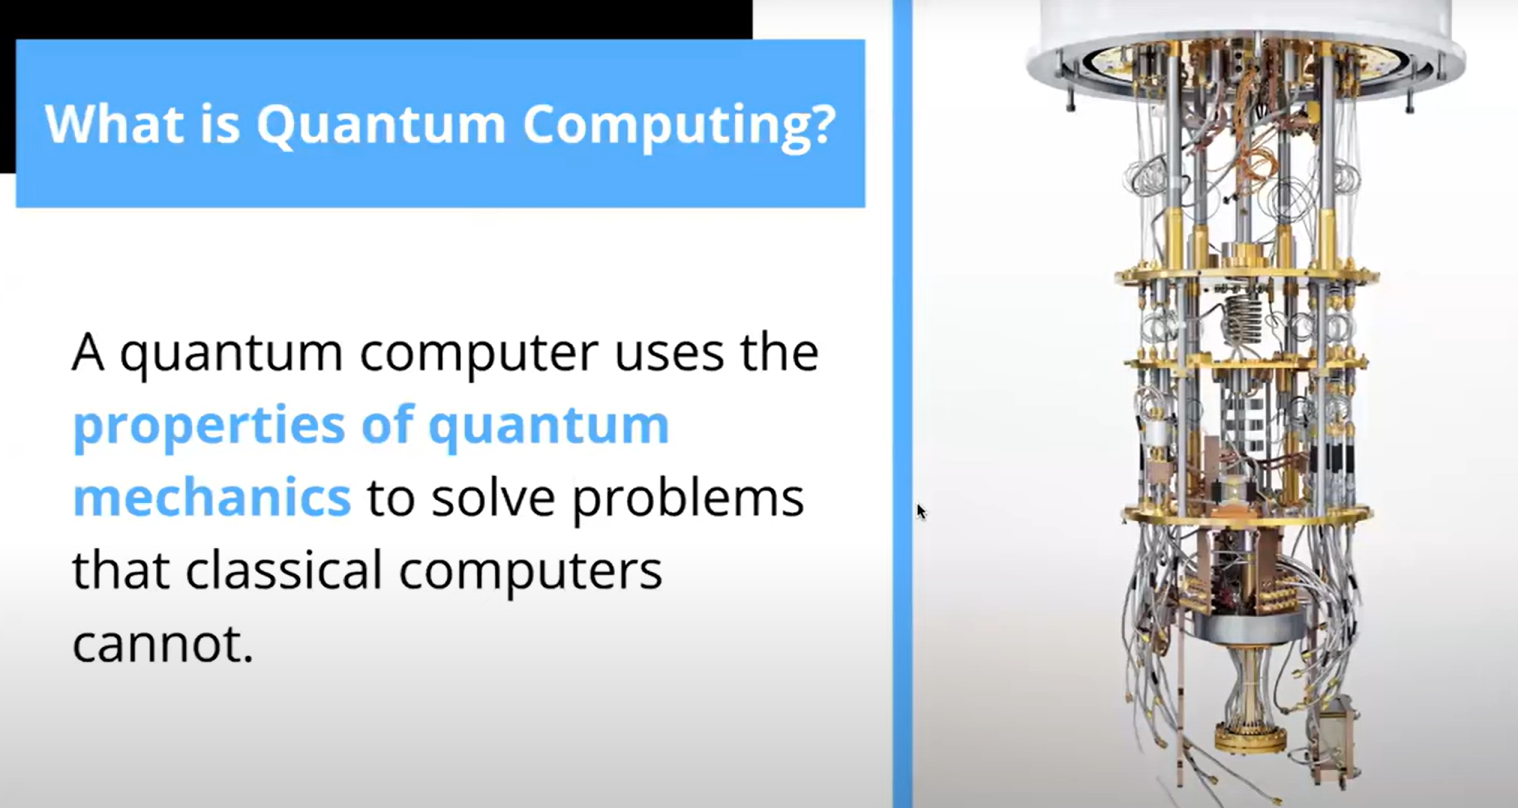 What is Quantum Computing?
A quantum computer uses the
properties of quantum
mechanics to solve problems
that classical computers
cannot.